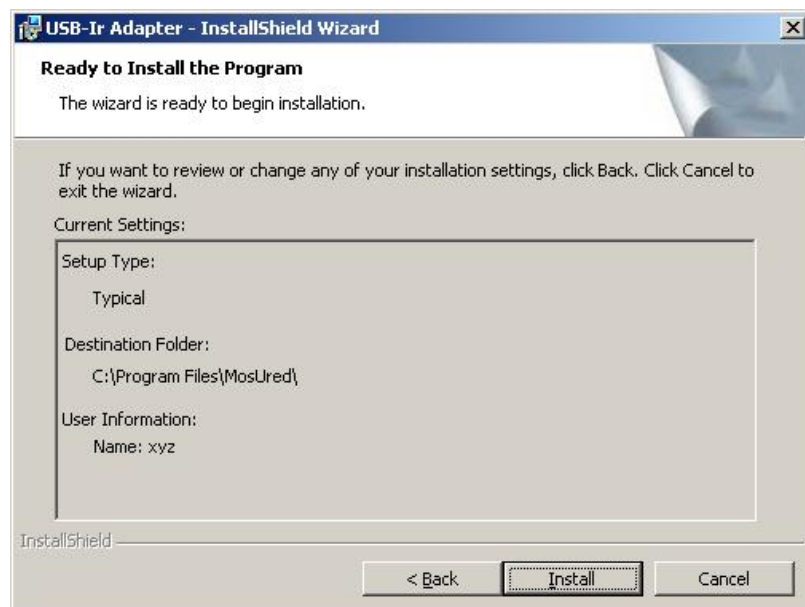 USB-Ir Adapter - InstallShield Wizard
Ready to Install the Program
The wizard is ready to begin installation.
If you want to review or change any of your installation settings, click Back. Click Cancel to
exit the wizard.
Current Settings:
Setup Type:
Typical
Destination Folder:
C:\Program Files\MosUred\
User Information:
Name: xyz
InstallShield
< Back
Install
Cancel